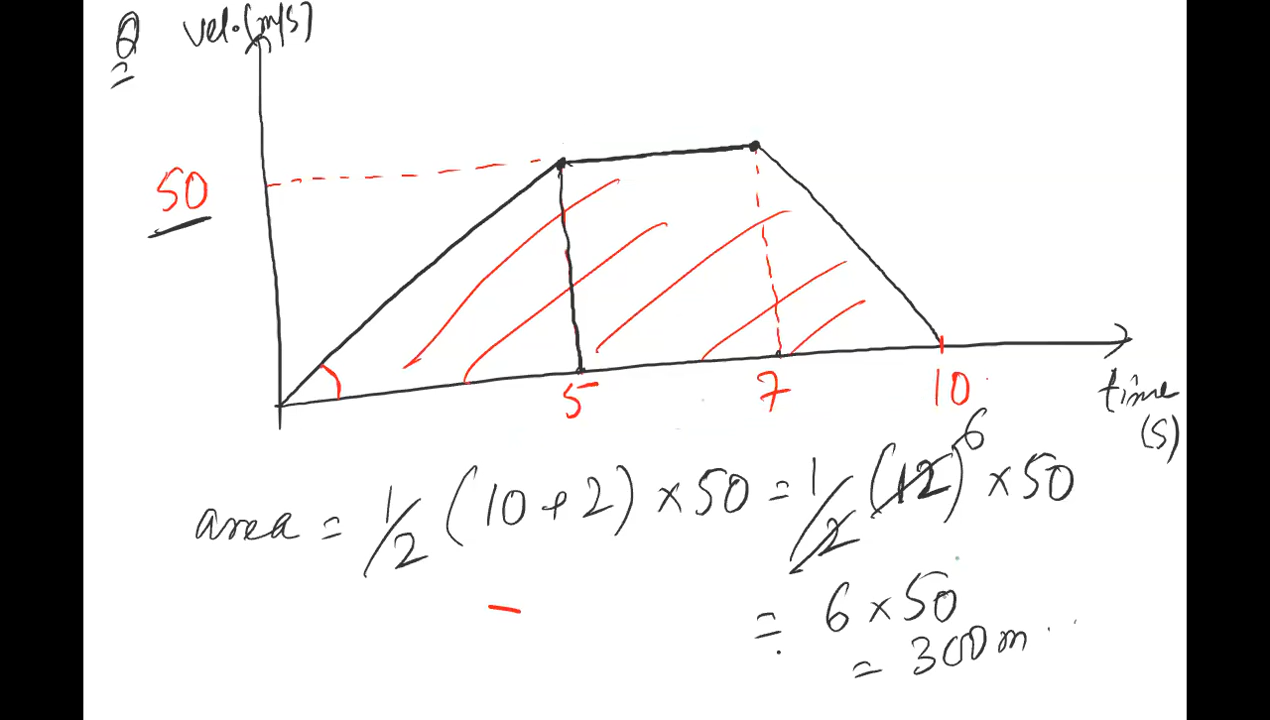 Q vel. (m/s)
50
5 7 10 time
(s)
area = 1/2 (10 + 2) × 50 = 1/2 (12) 6 × 50
= 6 × 50
= 300 m